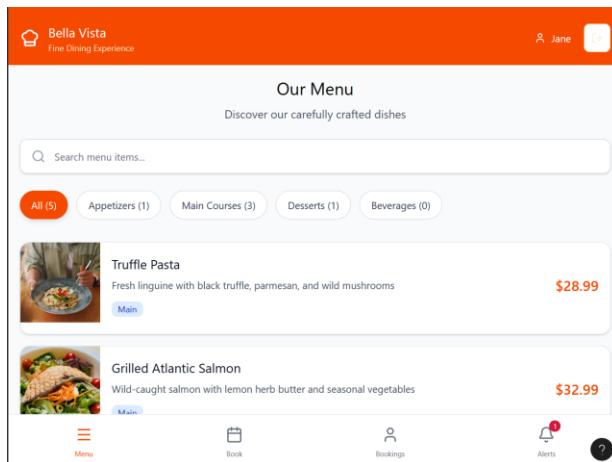 Bella Vista
Fine Dining Experience
Jane
Our Menu
Discover our carefully crafted dishes
Search menu items...
All (5)
Appetizers (1)
Main Courses (3)
Desserts (1)
Beverages (0)
Truffle Pasta
Fresh linguine with black truffle, parmesan, and wild mushrooms
$28.99
Main
Grilled Atlantic Salmon
Wild-caught salmon with lemon herb butter and seasonal vegetables
$32.99
Main
Menu
Book
Bookings
1
Alerts
?